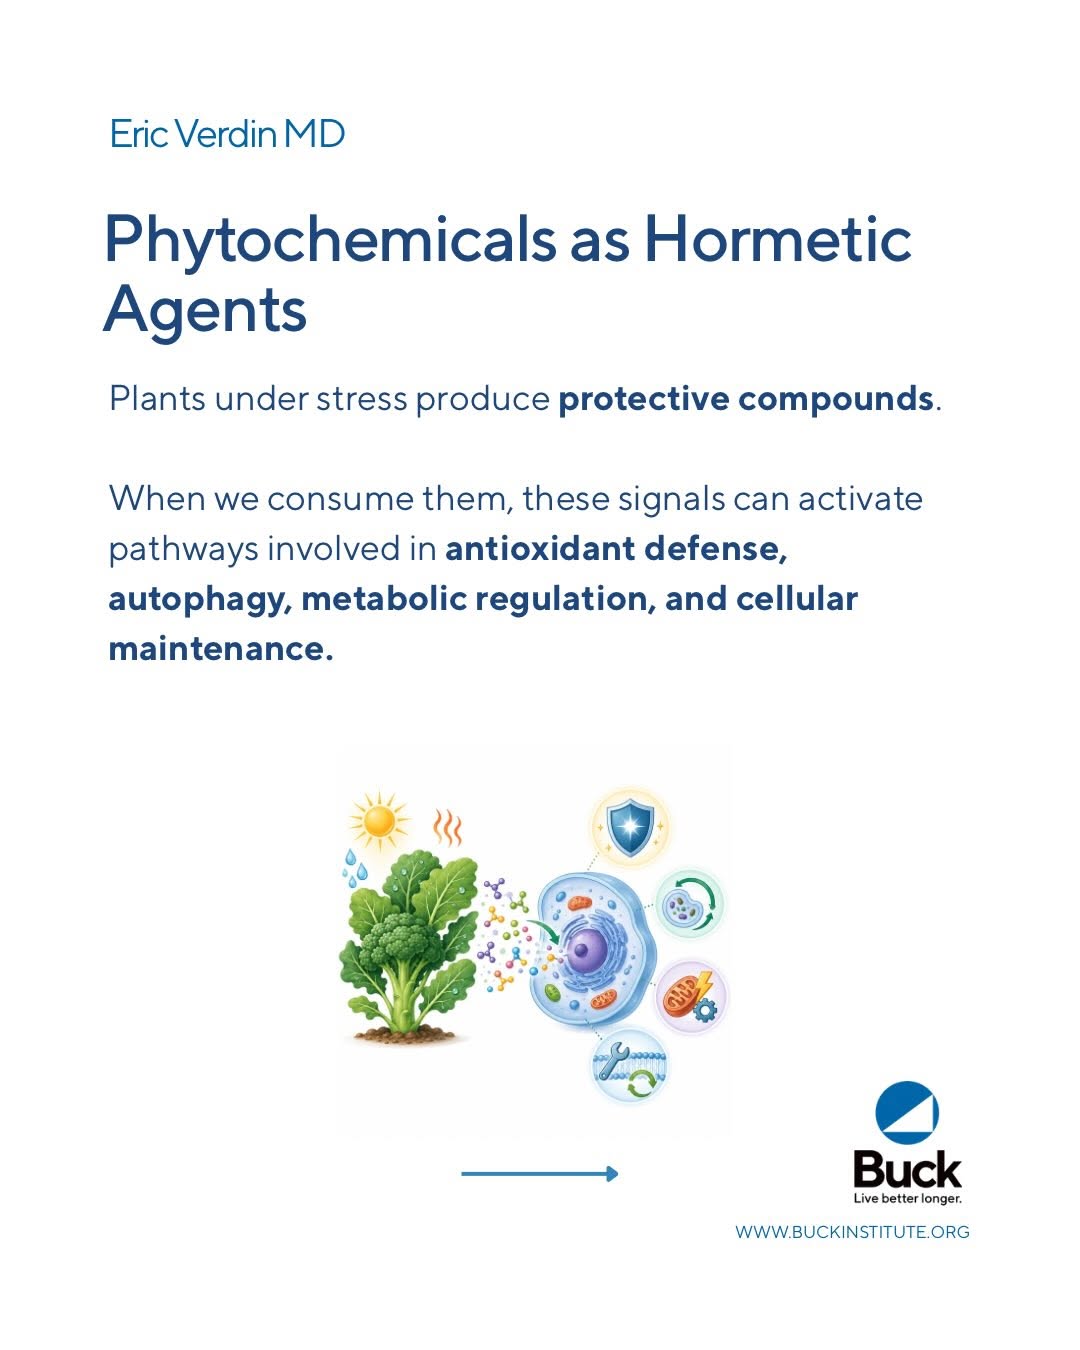 Eric Verdin MD
Phytochemicals as Hormetic
Agents
Plants under stress produce protective compounds.
When we consume them, these signals can activate
pathways involved in antioxidant defense,
autophagy, metabolic regulation, and cellular
maintenance.
Buck
Live better longer.
WWW.BUCKINSTITUTE.ORG